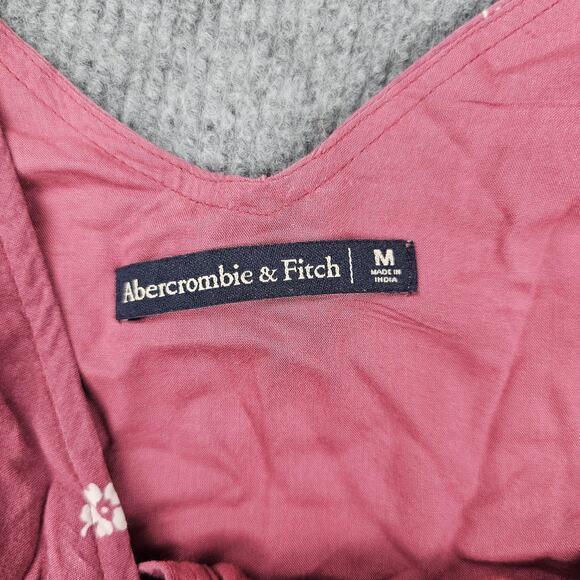 Abercrombie & Fitch | M
MADE IN
INDIA